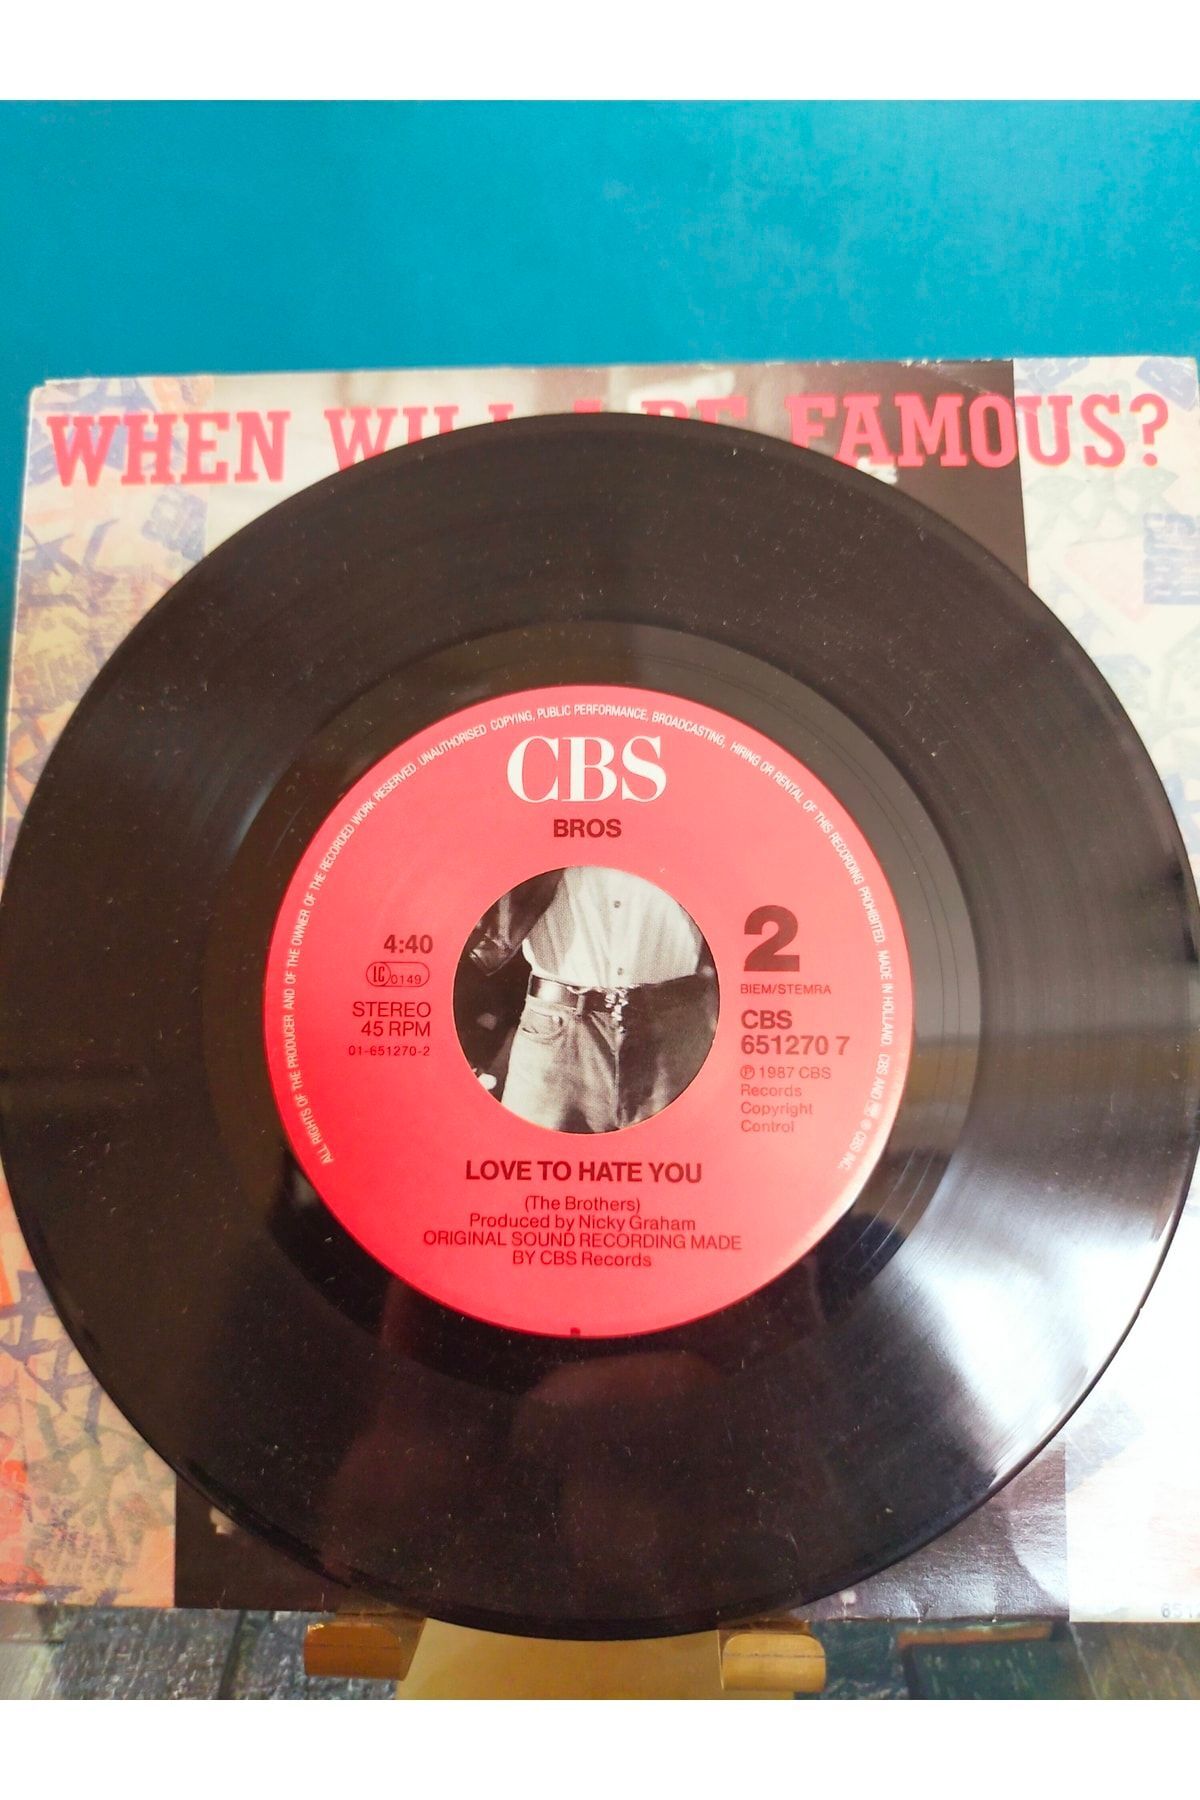 WHEN FAMOUS?
ALL RIGHTS OF THE PRODUCER AND OF THE OWNER OF THE RECORDED WORK RESERVED. UNAUTHORISED COPYING, PUBLIC PERFORMANCE, BROADCASTING, HIRING OR RENTAL OF THIS RECORDING PROHIBITED. MADE IN HOLLAND. CBS AND ® CBS INC.
CBS
BROS
2
4:40
LC 0149
BIEM/STEMRA
STEREO
45 RPM
01-651270-2
CBS
651270 7
℗ 1987 CBS
Records
Copyright
Control
LOVE TO HATE YOU
(The Brothers)
Produced by Nicky Graham
ORIGINAL SOUND RECORDING MADE
BY CBS Records